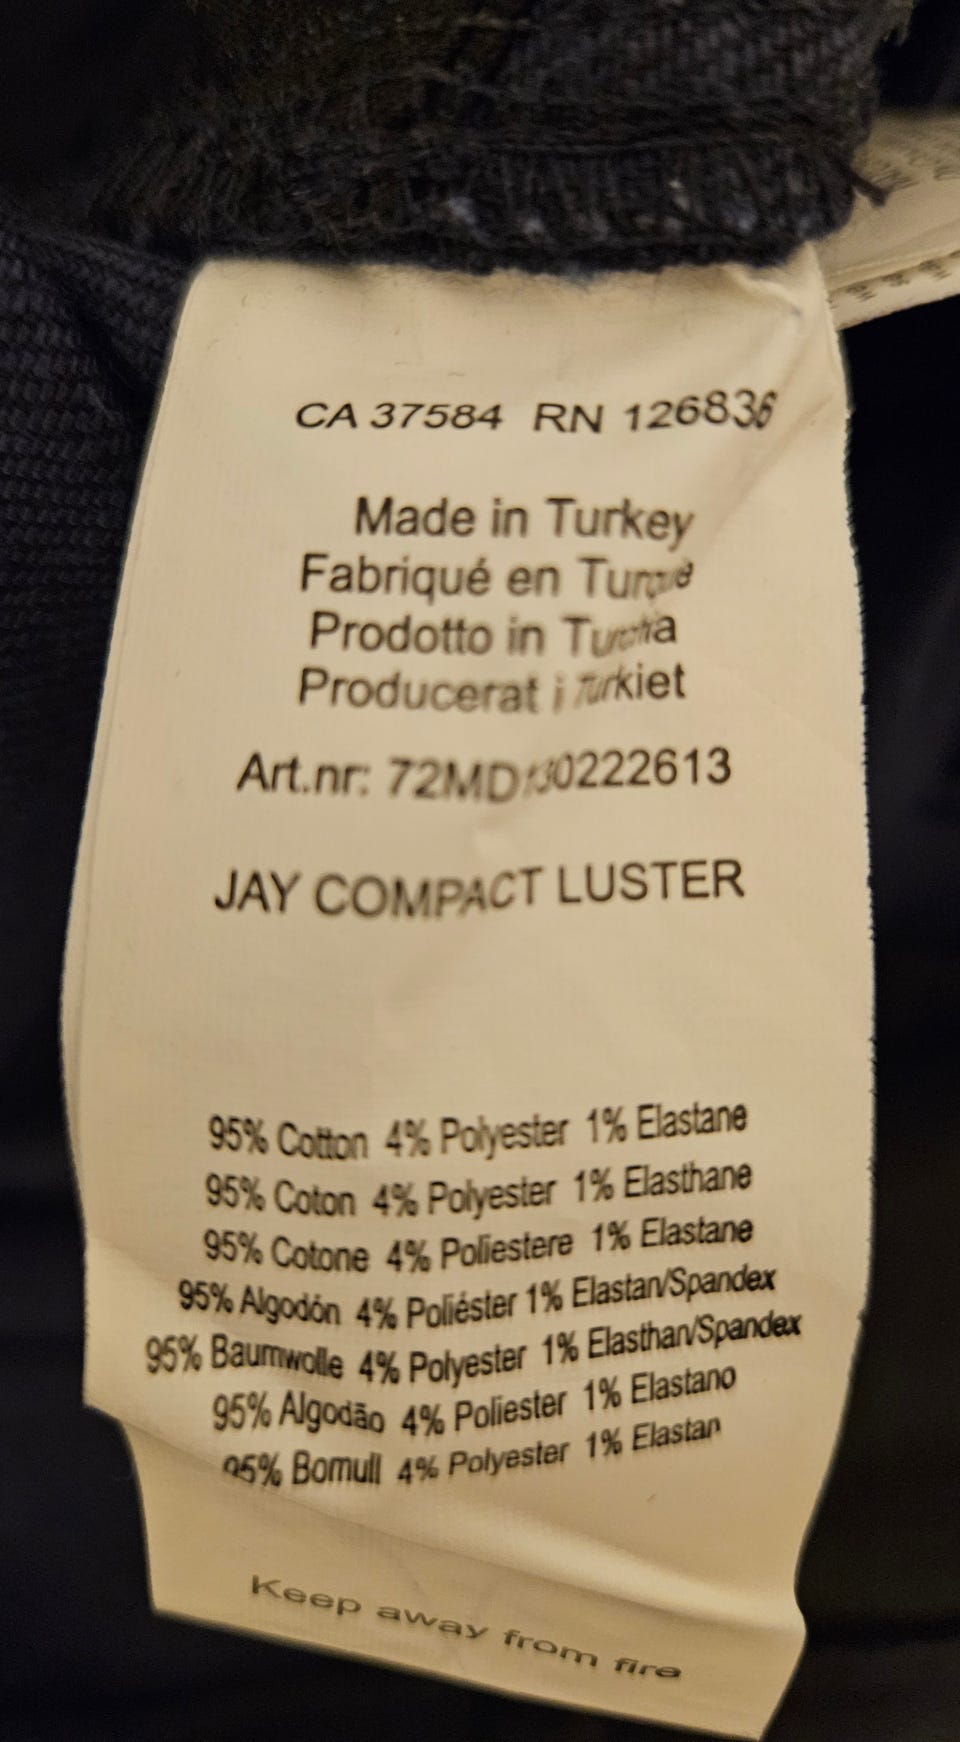 CA 37584 RN 126836
Made in Turkey
Fabriqué en
Prodotto in
Producerat i Turkiet
Art.nr:
JAY COMPACT LUSTER
95% Cotton 4% Polyester 1% Elastane
95% Coton 4% Polyester 1% Elasthane
95% Cotone 4% Poliestere 1% Elastane
95% Algodón 4% Poliéster 1% Elastan/Spandex
95% Baumwolle 4% Polyester 1% Elasthan/Spandex
95% Algodão 4% Poliester 1% Elastano
95% Bomull 4% Polyester 1% Elastan
Keep away from fire